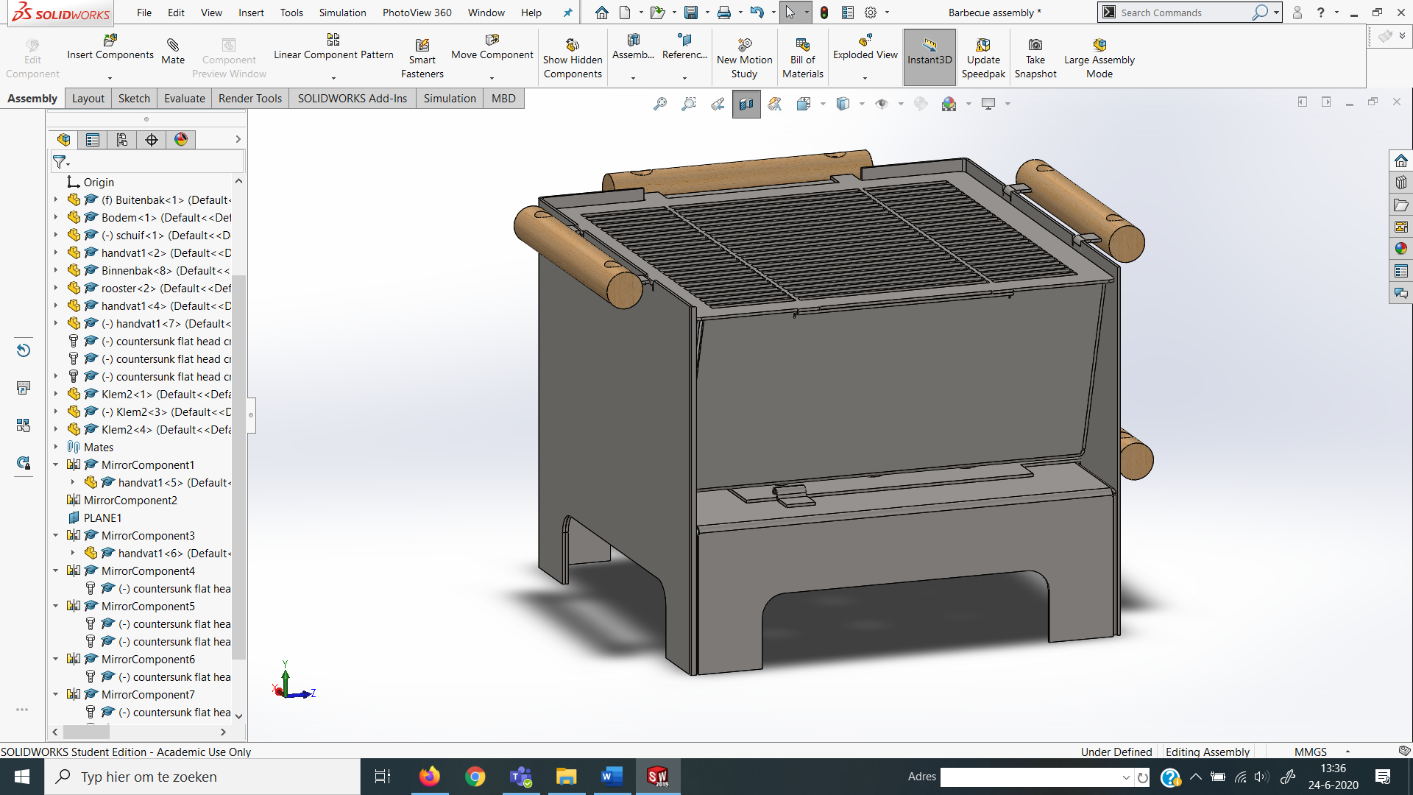 SOLIDWORKS File Edit View Insert Tools Simulation PhotoView 360 Window Help Barbecue assembly * Search Commands ?
Edit Component
Insert Components
Mate
Component Preview Window
Linear Component Pattern
Smart Fasteners
Move Component
Show Hidden Components
Assemb...
Referenc...
New Motion Study
Bill of Materials
Exploded View
Instant3D
Update Speedpak
Take Snapshot
Large Assembly Mode
Assembly Layout Sketch Evaluate Render Tools SOLIDWORKS Add-Ins Simulation MBD
Origin
(f) Buitenbak<1> (Default<
Bodem<1> (Default<<Def
(-) schuif<1> (Default<<D
handvat1<2> (Default<<D
Binnenbak<8> (Default<<
rooster<2> (Default<<Def
handvat1<4> (Default<<D
(-) handvat1<7> (Default<
(-) countersunk flat head cr
(-) countersunk flat head cr
(-) countersunk flat head cr
Klem2<1> (Default<<Defa
(-) Klem2<3> (Default<<D
Klem2<4> (Default<<Defa
Mates
MirrorComponent1
handvat1<5> (Default<
MirrorComponent2
PLANE1
MirrorComponent3
handvat1<6> (Default<
MirrorComponent4
(-) countersunk flat hea
MirrorComponent5
(-) countersunk flat hea
(-) countersunk flat hea
MirrorComponent6
(-) countersunk flat hea
MirrorComponent7
(-) countersunk flat hea
Y
X Z
SOLIDWORKS Student Edition - Academic Use Only Under Defined Editing Assembly MMGS
Typ hier om te zoeken Adres 13:36
24-6-2020